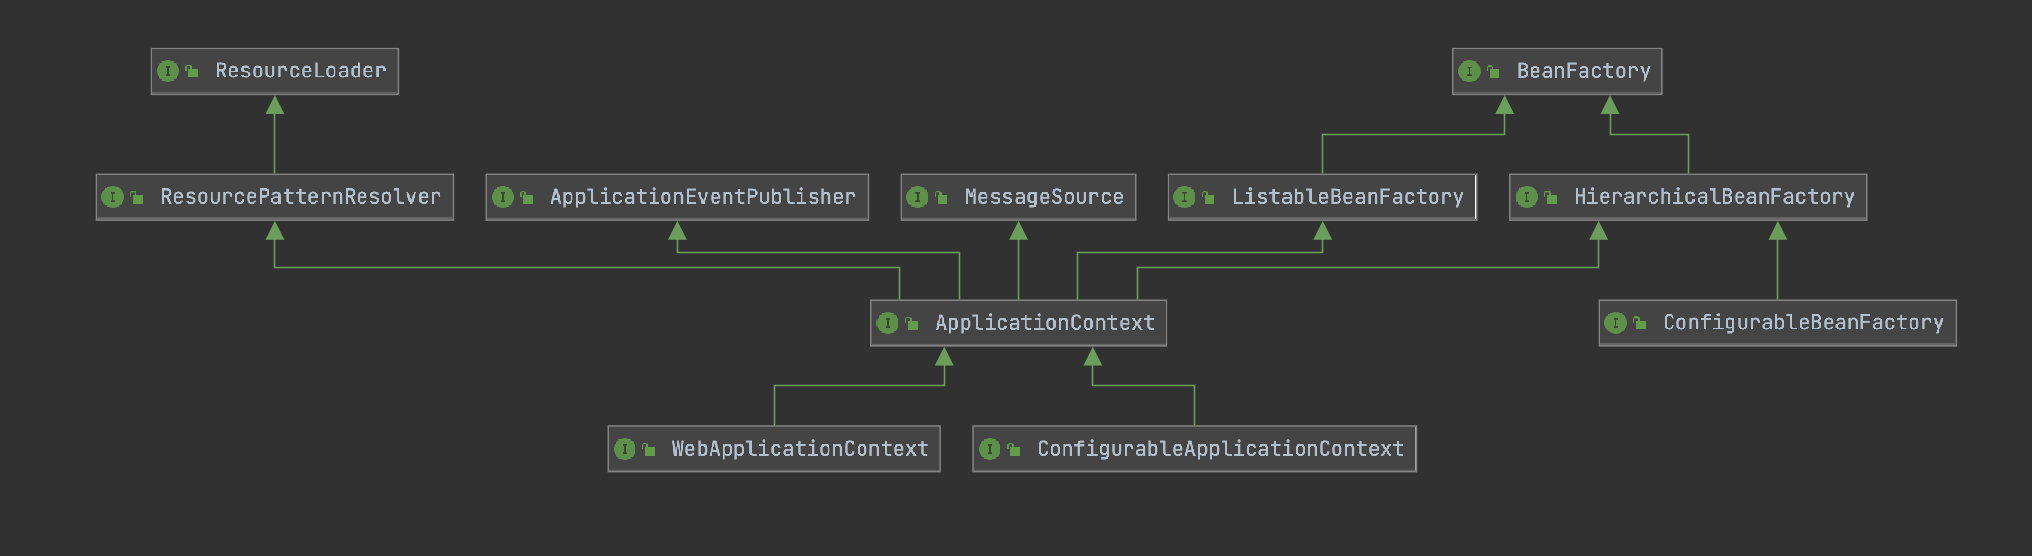 I ResourceLoader
I BeanFactory
I ResourcePatternResolver
I ApplicationEventPublisher
I MessageSource
I ListableBeanFactory
I HierarchicalBeanFactory
I ApplicationContext
I ConfigurableBeanFactory
I WebApplicationContext
I ConfigurableApplicationContext